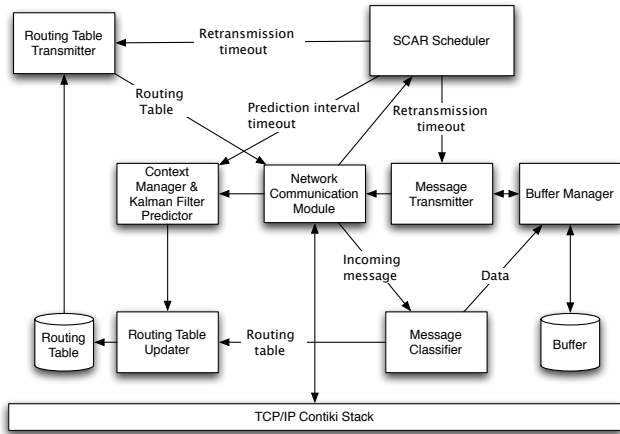 Routing Table
Transmitter
Retransmission
timeout
SCAR Scheduler
Routing
Table
Prediction interval
timeout
Retransmission
timeout
Context
Manager &
Kalman Filter
Predictor
Network
Communication
Module
Message
Transmitter
Buffer Manager
Incoming
message
Data
Routing
Table
Routing Table
Updater
Routing
table
Message
Classifier
Buffer
TCP/IP Contiki Stack